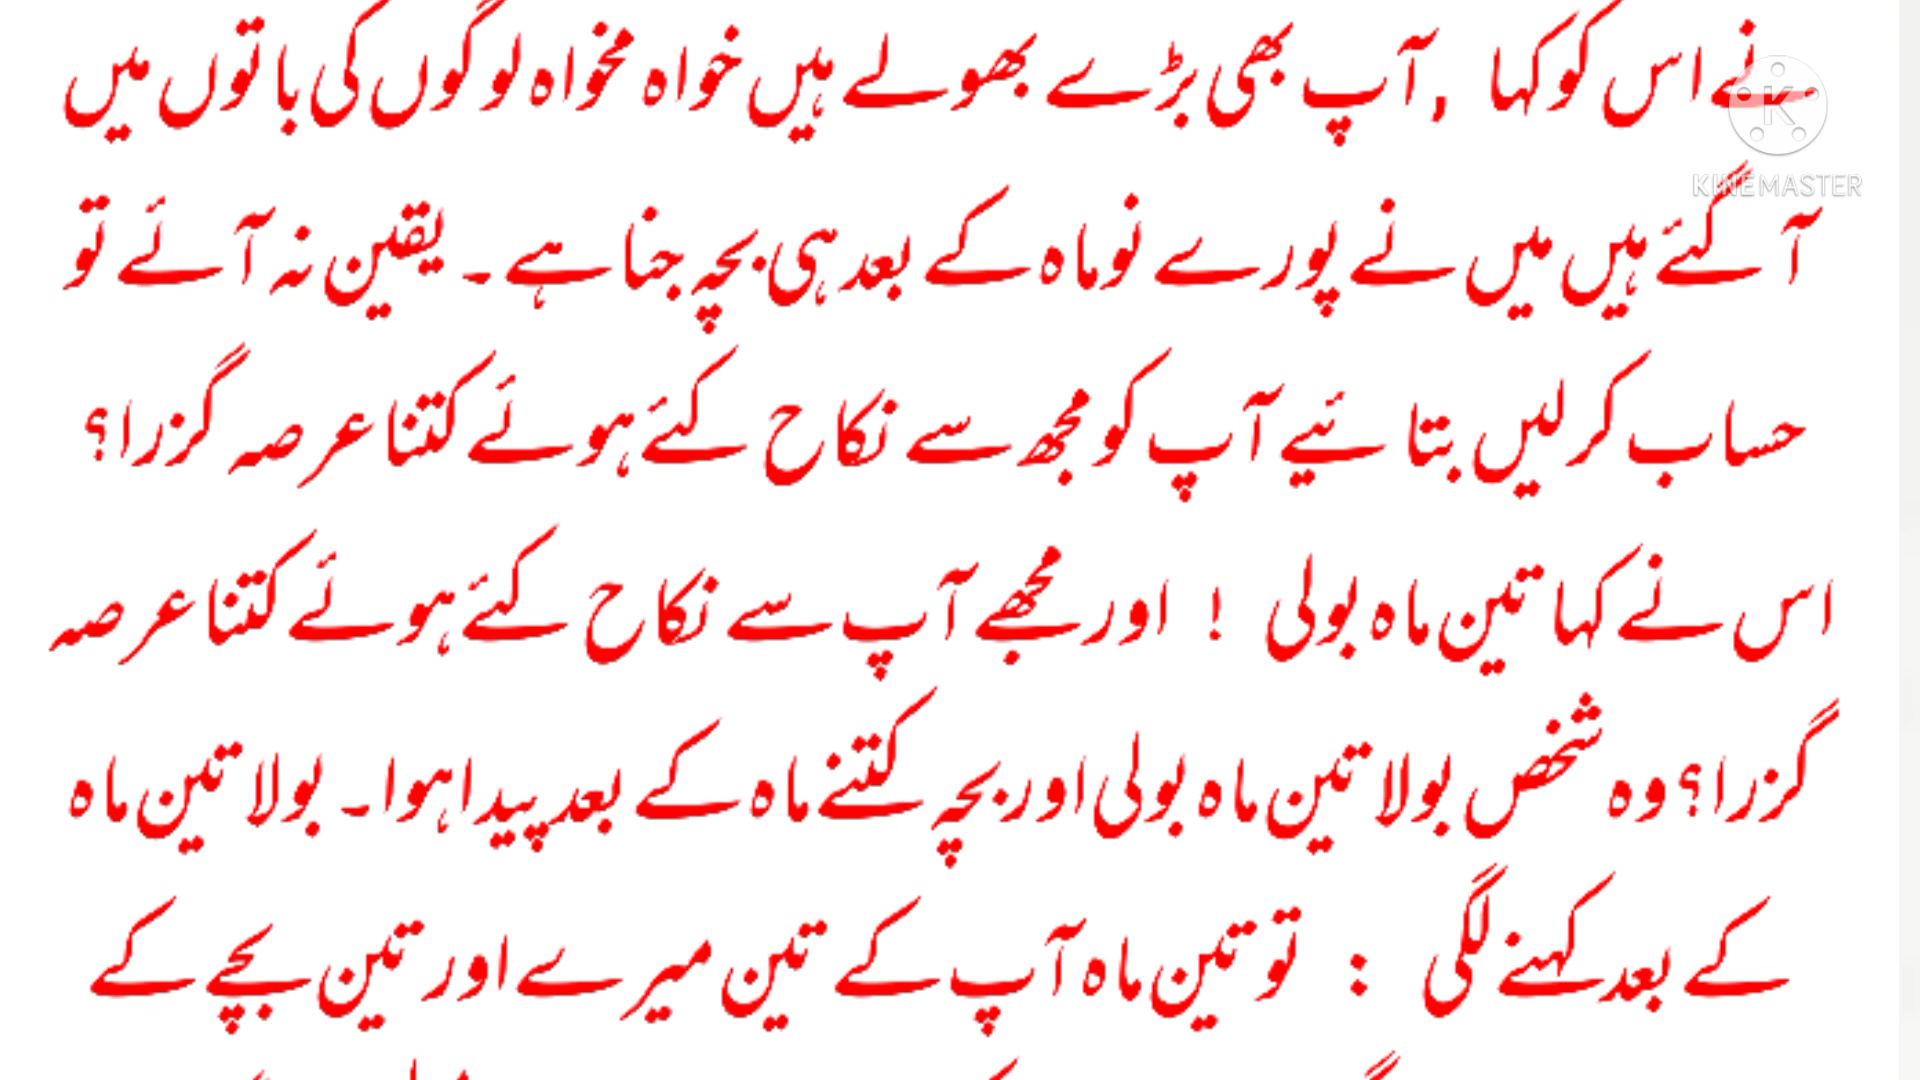 نے اس کو کہا , آپ بھی بڑے بھولے ہیں خواہ مخواہ لوگوں کی باتوں میں
KINEMASTER
آ گئے ہیں میں نے پورے نو ماہ کے بعد ہی بچہ جنا ہے ۔ یقین نہ آئے تو
حساب کرلیں بتا ئیے آپ کو مجھ سے نکاح کئے ہوئے کتنا عرصہ گزرا؟
اس نے کہا تین ماہ بولی ! اور مجھے آپ سے نکاح کئے ہوئے کتنا عرصہ
گزرا؟ وہ شخص بولا تین ماہ بولی اور بچہ کتنے ماہ کے بعد پیدا ہوا۔ بولا تین ماہ
کے بعد کہنے لگی : تو تین ماہ آپ کے تین میرے اور تین بچے کے